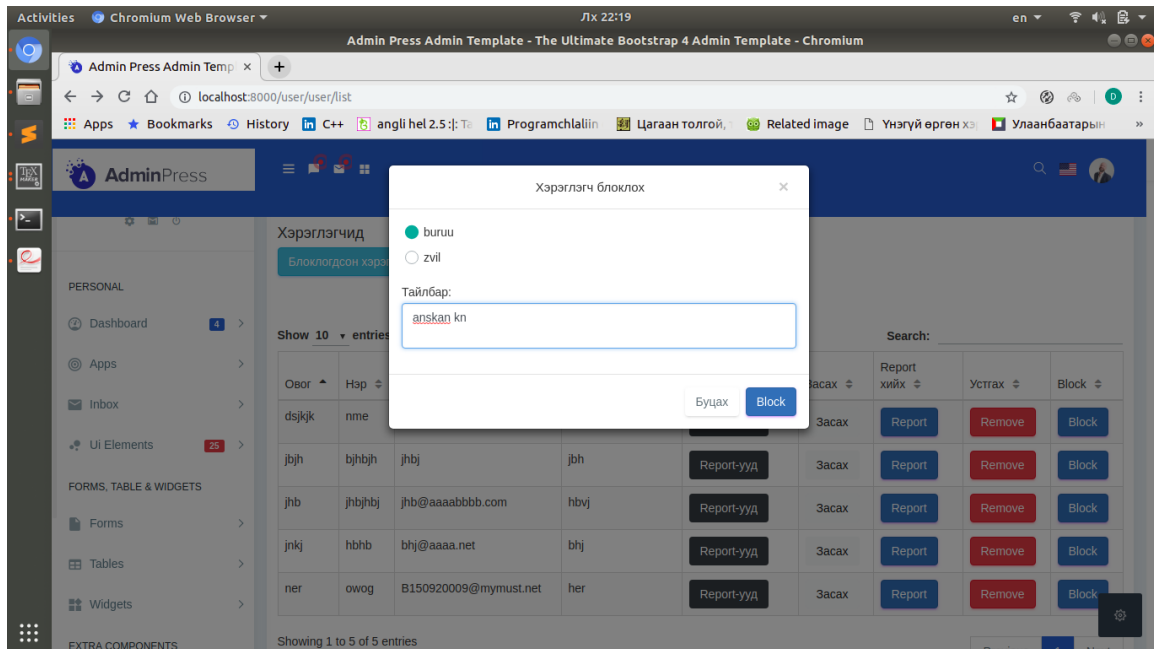 Activities Chromium Web Browser Лх 22:19 en
Admin Press Admin Template - The Ultimate Bootstrap 4 Admin Template - Chromium
Admin Press Admin Temp
localhost:8000/user/user/list D
Apps Bookmarks History C++ angli hel 2.5 :|: Ta Programchlaliin Цагаан толгой, Related image Үнэгүй өргөн хэ Улаанбаатарын »
AdminPress
Хэрэглэгч блоклох
buruu
zvil
Тайлбар:
anskan kn
Буцах Block
PERSONAL
Dashboard 4
Apps
Inbox
Ui Elements 25
FORMS, TABLE & WIDGETS
Forms
Tables
Widgets
EXTRA COMPONENTS
Хэрэглэгчид
Блоклогдсон хэрэ
Show 10 entries Search:
Овог Нэр Засах Report хийх Устгах Block
dsjkjk nme Засах Report Remove Block
jbjh bjhbjh jhbj jbh Report-ууд Засах Report Remove Block
jhb jhbjhbj jhb@aaaabbbb.com hbvj Report-ууд Засах Report Remove Block
jnkj hbhb bhj@aaaa.net bhj Report-ууд Засах Report Remove Block
ner owog B150920009@mymust.net her Report-ууд Засах Report Remove Block
Showing 1 to 5 of 5 entries